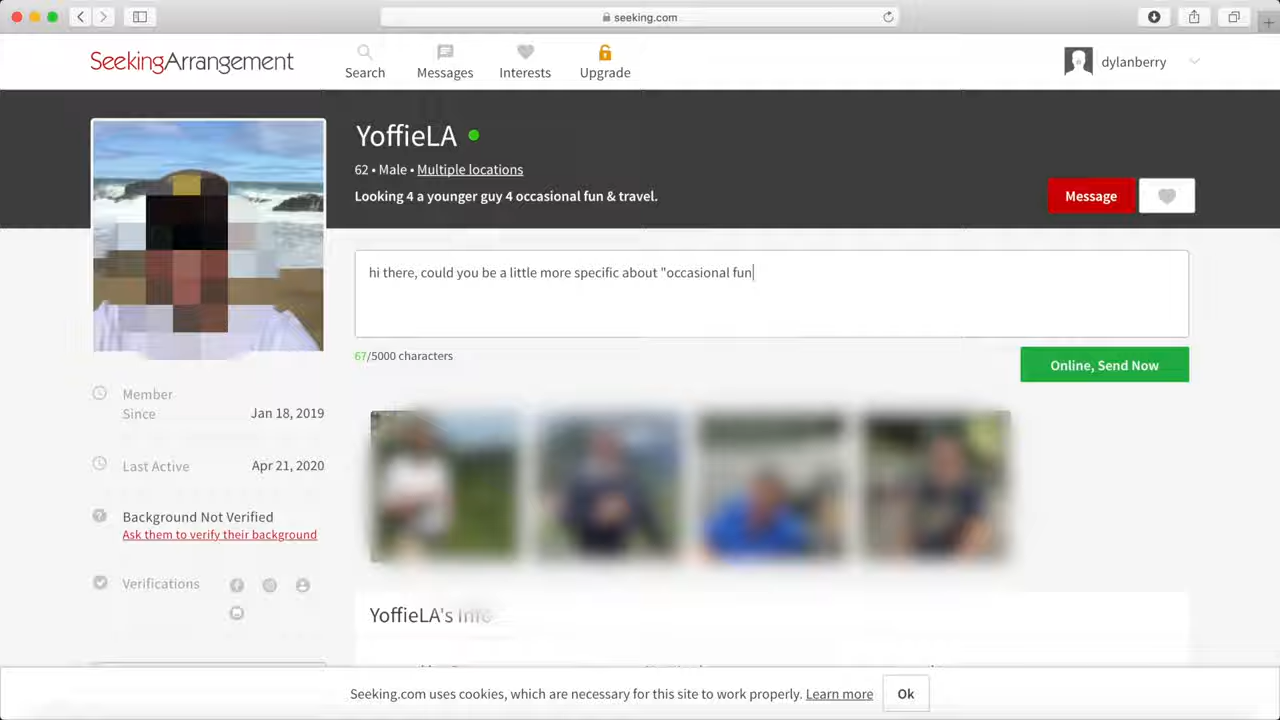 seeking.com
SeekingArrangement
Search
Messages
Interests
Upgrade
dylanberry
YoffieLA
62 • Male • Multiple locations
Looking 4 a younger guy 4 occasional fun & travel.
Message
hi there, could you be a little more specific about "occasional fun
67/5000 characters
Online, Send Now
Member
Since
Jan 18, 2019
Last Active
Apr 21, 2020
Background Not Verified
Ask them to verify their background
Verifications
YoffieLA's Info
Seeking.com uses cookies, which are necessary for this site to work properly. Learn more
Ok